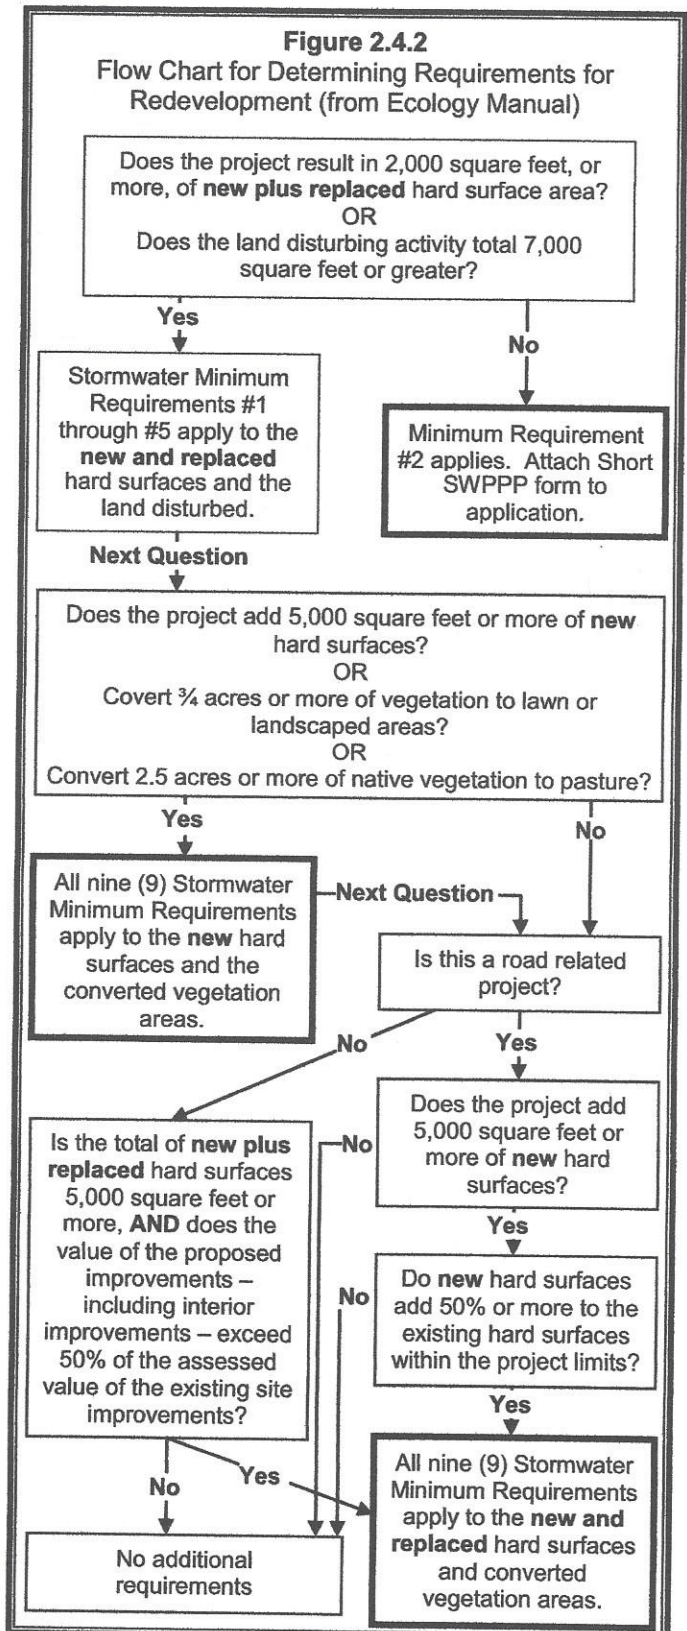 Figure 2.4.2
Flow Chart for Determining Requirements for
Redevelopment (from Ecology Manual)
Does the project result in 2,000 square feet, or
more, of new plus replaced hard surface area?
OR
Does the land disturbing activity total 7,000
square feet or greater?
Yes
No
Stormwater Minimum
Requirements #1
through #5 apply to the
new and replaced
hard surfaces and the
land disturbed.
Minimum Requirement
#2 applies. Attach Short
SWPPP form to
application.
Next Question
Does the project add 5,000 square feet or more of new
hard surfaces?
OR
Covert ¾ acres or more of vegetation to lawn or
landscaped areas?
OR
Convert 2.5 acres or more of native vegetation to pasture?
Yes
No
All nine (9) Stormwater
Minimum Requirements
apply to the new hard
surfaces and the
converted vegetation
areas.
Next Question
Is this a road related
project?
No
Yes
Is the total of new plus
replaced hard surfaces
5,000 square feet or
more, AND does the
value of the proposed
improvements –
including interior
improvements – exceed
50% of the assessed
value of the existing site
improvements?
No
Does the project add
5,000 square feet or
more of new hard
surfaces?
Yes
No
Do new hard surfaces
add 50% or more to the
existing hard surfaces
within the project limits?
Yes
No
Yes
All nine (9) Stormwater
Minimum Requirements
apply to the new and
replaced hard surfaces
and converted
vegetation areas.
No additional
requirements